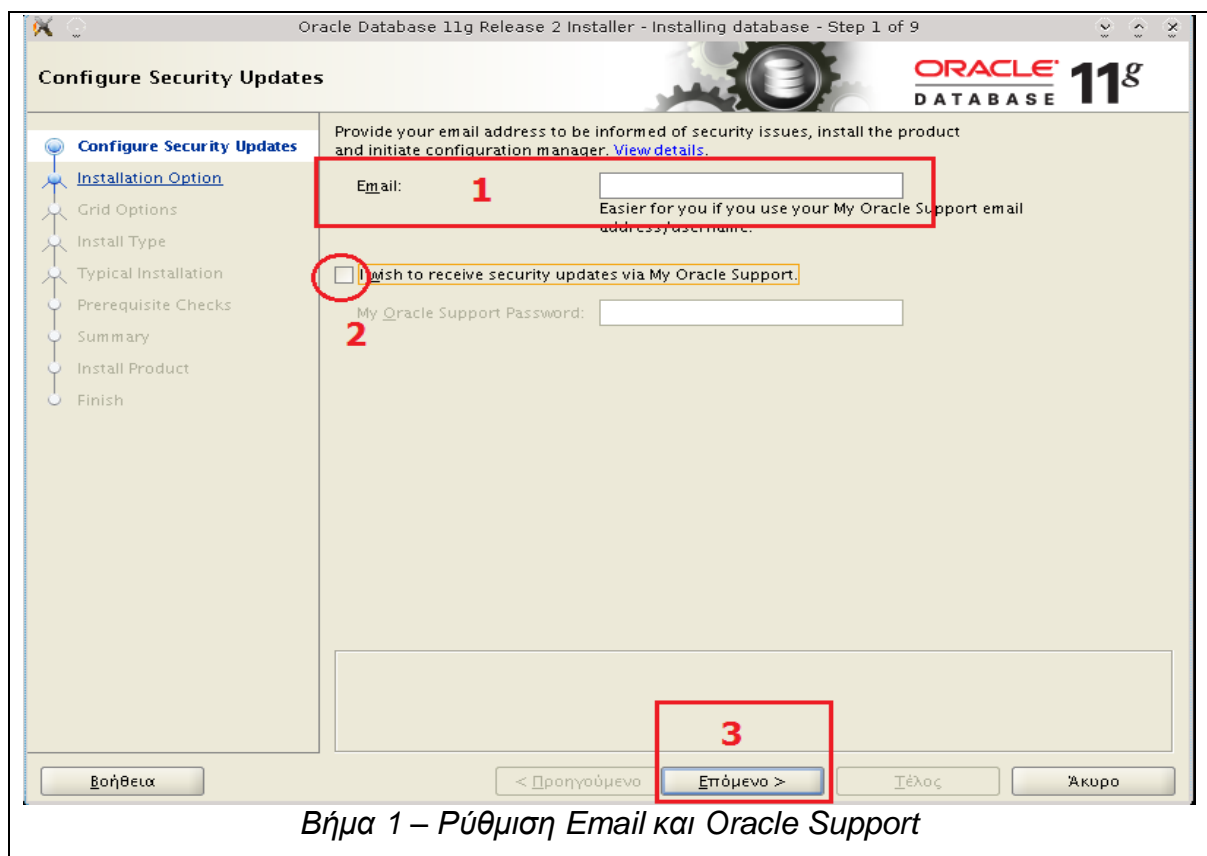 Oracle Database 11g Release 2 Installer - Installing database - Step 1 of 9
Configure Security Updates
ORACLE
DATABASE 11g
Configure Security Updates
Installation Option
Grid Options
Install Type
Typical Installation
Prerequisite Checks
Summary
Install Product
Finish
Provide your email address to be informed of security issues, install the product
and initiate configuration manager. View details.
Email:
1
Easier for you if you use your My Oracle Support email
address/username.
I wish to receive security updates via My Oracle Support.
My Oracle Support Password:
2
3
Βοήθεια
< Προηγούμενο
Επόμενο >
Τέλος
Άκυρο
Βήμα 1 – Ρύθμιση Email και Oracle Support